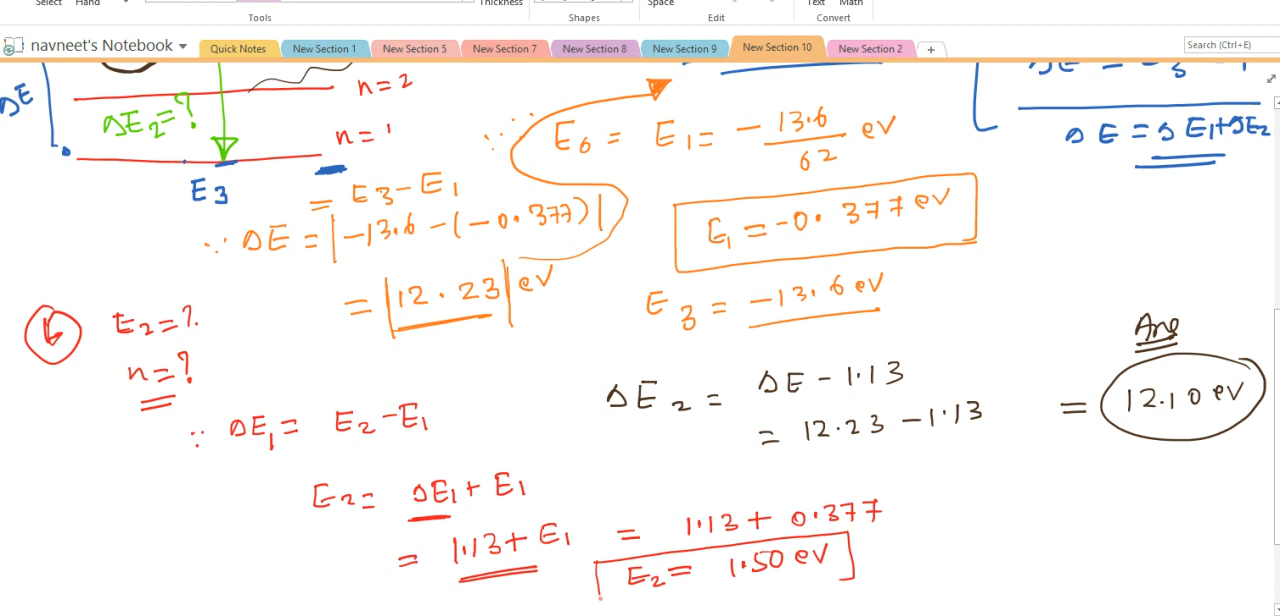 Select Hand Thickness Space Text Math
Tools Shapes Edit Convert
navneet's Notebook Quick Notes New Section 1 New Section 5 New Section 7 New Section 8 New Section 9 New Section 10 New Section 2 + Search (Ctrl+E)
ΔE
n=2
ΔE2=?
n=1
E3
∵ E6 = E1 = -13.6/62 eV
ΔE = ΔE1+ΔE2
= E3-E1
∵ ΔE = |-13.6-(-0.377)|
E1 = -0.377 eV
= |12.23| eV
E3 = -13.6 eV
b E2=?
n=?
∵ ΔE1 = E2-E1
E2= ΔE1+E1
= 1.13+E1 = 1.13+0.377
E2= 1.50 eV
ΔE2 = ΔE-1.13
= 12.23-1.13
Ans
= 12.10 eV